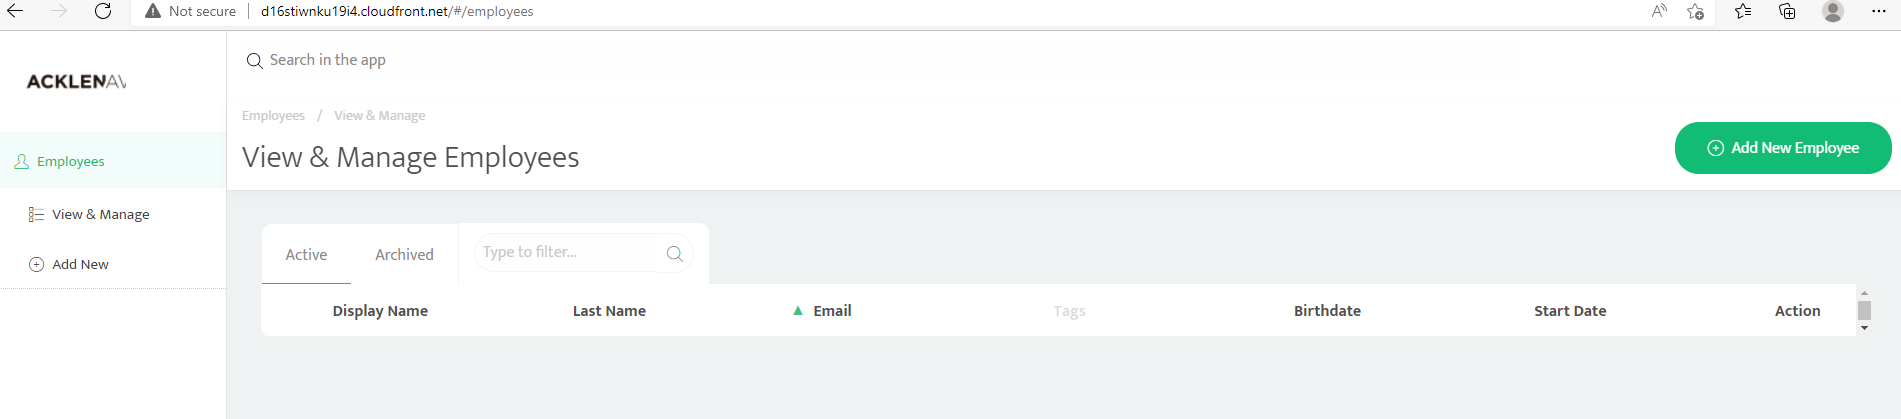 Not secure d16stiwnku19i4.cloudfront.net/#/employees
ACKLENAV
Search in the app
Employees / View & Manage
View & Manage Employees
Add New Employee
Employees
View & Manage
Add New
Active Archived Type to filter...
Display Name Last Name Email Tags Birthdate Start Date Action